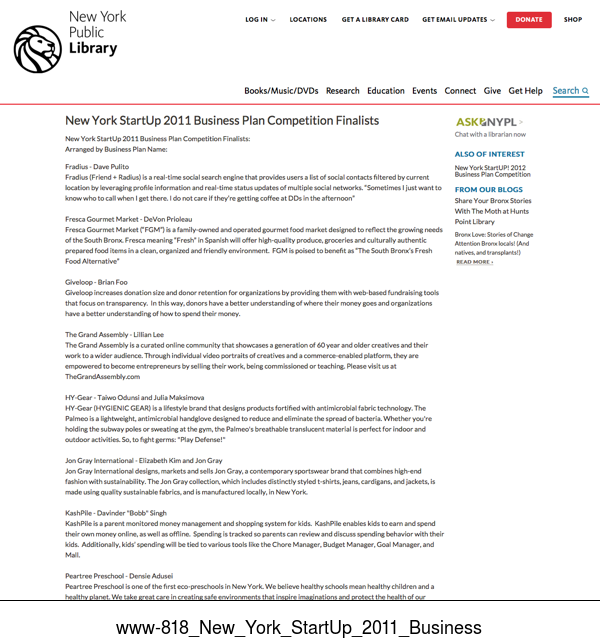 New York
Public
Library
LOG IN
LOCATIONS
GET A LIBRARY CARD
GET EMAIL UPDATES
DONATE
SHOP
Books/Music/DVDs
Research
Education
Events
Connect
Give
Get Help
Search
New York StartUp 2011 Business Plan Competition Finalists
New York StartUp 2011 Business Plan Competition Finalists:
Arranged by Business Plan Name:
Fradius - Dave Pulito
Fradius (Friend + Radius) is a real-time social search engine that provides users a list of social contacts filtered by current
location by leveraging profile information and real-time status updates of multiple social networks. "Sometimes I just want to
know who to call when I get there. I do not care if they're getting coffee at DDs in the afternoon"
Fresca Gourmet Market - DeVon Prioleau
Fresca Gourmet Market ("FGM") is a family-owned and operated gourmet food market designed to reflect the growing needs
of the South Bronx. Fresca meaning "Fresh" in Spanish will offer high-quality produce, groceries and culturally authentic
prepared food items in a clean, organized and friendly environment. FGM is poised to benefit as "The South Bronx's Fresh
Food Alternative"
Giveloop - Brian Foo
Giveloop increases donation size and donor retention for organizations by providing them with web-based fundraising tools
that focus on transparency. In this way, donors have a better understanding of where their money goes and organizations
have a better understanding of how to spend their money.
The Grand Assembly - Lillian Lee
The Grand Assembly is a curated online community that showcases a generation of 60 year and older creatives and their
work to a wider audience. Through individual video portraits of creatives and a commerce-enabled platform, they are
empowered to become entrepreneurs by selling their work, being commissioned or teaching. Please visit us at
TheGrandAssembly.com
HY-Gear - Taiwo Odunsi and Julia Maksimova
HY-Gear (HYGIENIC GEAR) is a lifestyle brand that designs products fortified with antimicrobial fabric technology. The
Palmeo is a lightweight, antimicrobial handglove designed to reduce and eliminate the spread of bacteria. Whether you're
holding the subway poles or sweating at the gym, the Palmeo's breathable translucent material is perfect for indoor and
outdoor activities. So, to fight germs: "Play Defense!"
Jon Gray International - Elizabeth Kim and Jon Gray
Jon Gray International designs, markets and sells Jon Gray, a contemporary sportswear brand that combines high-end
fashion with sustainability. The Jon Gray collection, which includes distinctly styled t-shirts, jeans, cardigans, and jackets, is
made using quality sustainable fabrics, and is manufactured locally, in New York.
KashPile - Davinder "Bobb" Singh
KashPile is a parent monitored money management and shopping system for kids. KashPile enables kids to earn and spend
their own money online, as well as offline. Spending is tracked so parents can review and discuss spending behavior with their
kids. Additionally, kids' spending will be tied to various tools like the Chore Manager, Budget Manager, Goal Manager, and
Mall.
Peartree Preschool - Densie Adusei
Peartree Preschool is one of the first eco-preschools in New York. We believe healthy schools mean healthy children and a
healthy planet. We take great care in creating safe environments that inspire imaginations and protect the health of our
ASK NYPL
Chat with a librarian now
ALSO OF INTEREST
New York StartUP! 2012
Business Plan Competition
FROM OUR BLOGS
Share Your Bronx Stories
With The Moth at Hunts
Point Library
Bronx Love: Stories of Change
Attention Bronx locals! (And
natives, and transplants!)
READ MORE ›
www-818_New_York_StartUp_2011_Business